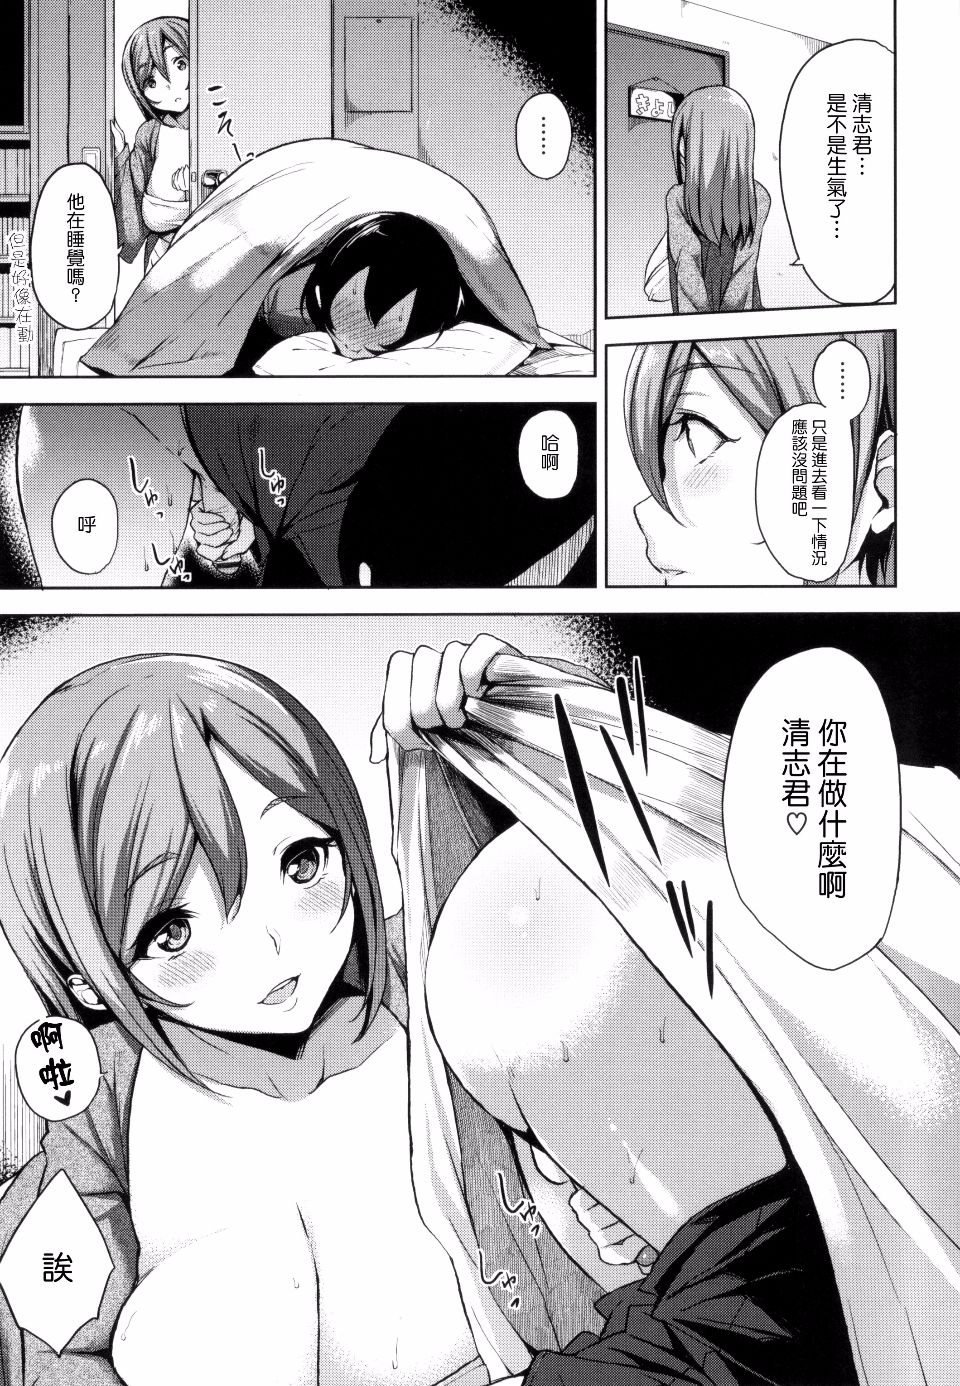 清志君…
是不是生氣了…
きよし
……
只是進去看一下情況
應該沒問題吧
……
こそーっ
他在睡覺嗎？
但是好像在動
哈啊
しゅっ
しゅっ
呼
你在做什麼啊
清志君♡
啊啦♥
しゅっ
しゅっ
誒